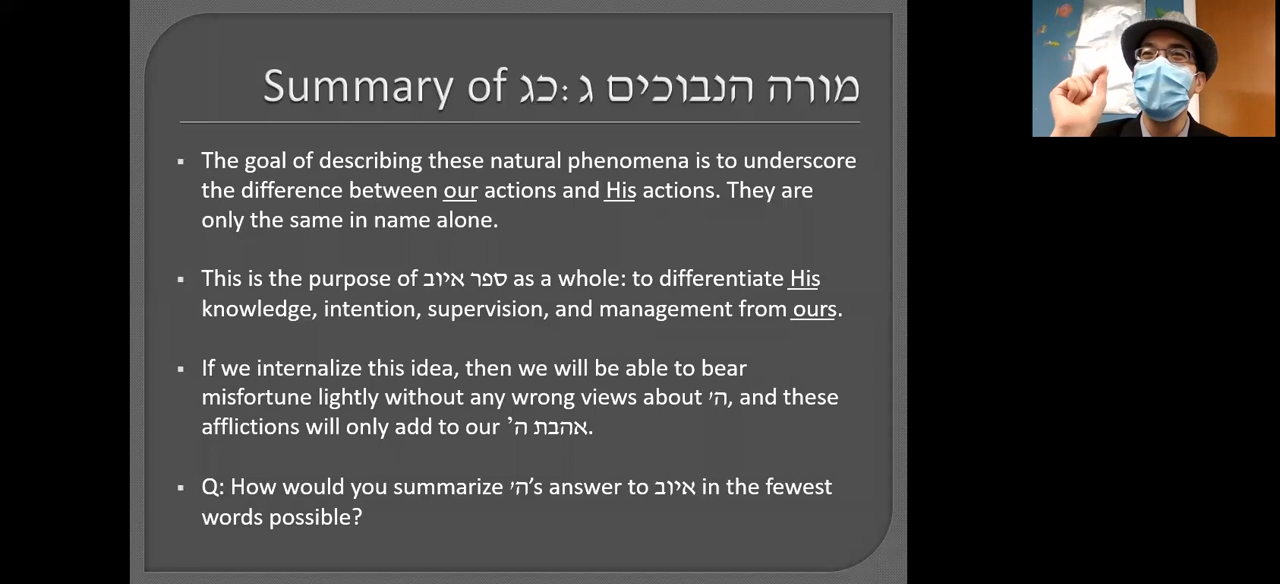 Summary of מורה הנבוכים ג :כג
▪ The goal of describing these natural phenomena is to underscore
the difference between our actions and His actions. They are
only the same in name alone.
▪ This is the purpose of ספר איוב as a whole: to differentiate His
knowledge, intention, supervision, and management from ours.
▪ If we internalize this idea, then we will be able to bear
misfortune lightly without any wrong views about ה׳, and these
afflictions will only add to our אהבת ה’.
▪ Q: How would you summarize ה׳’s answer to איוב in the fewest
words possible?